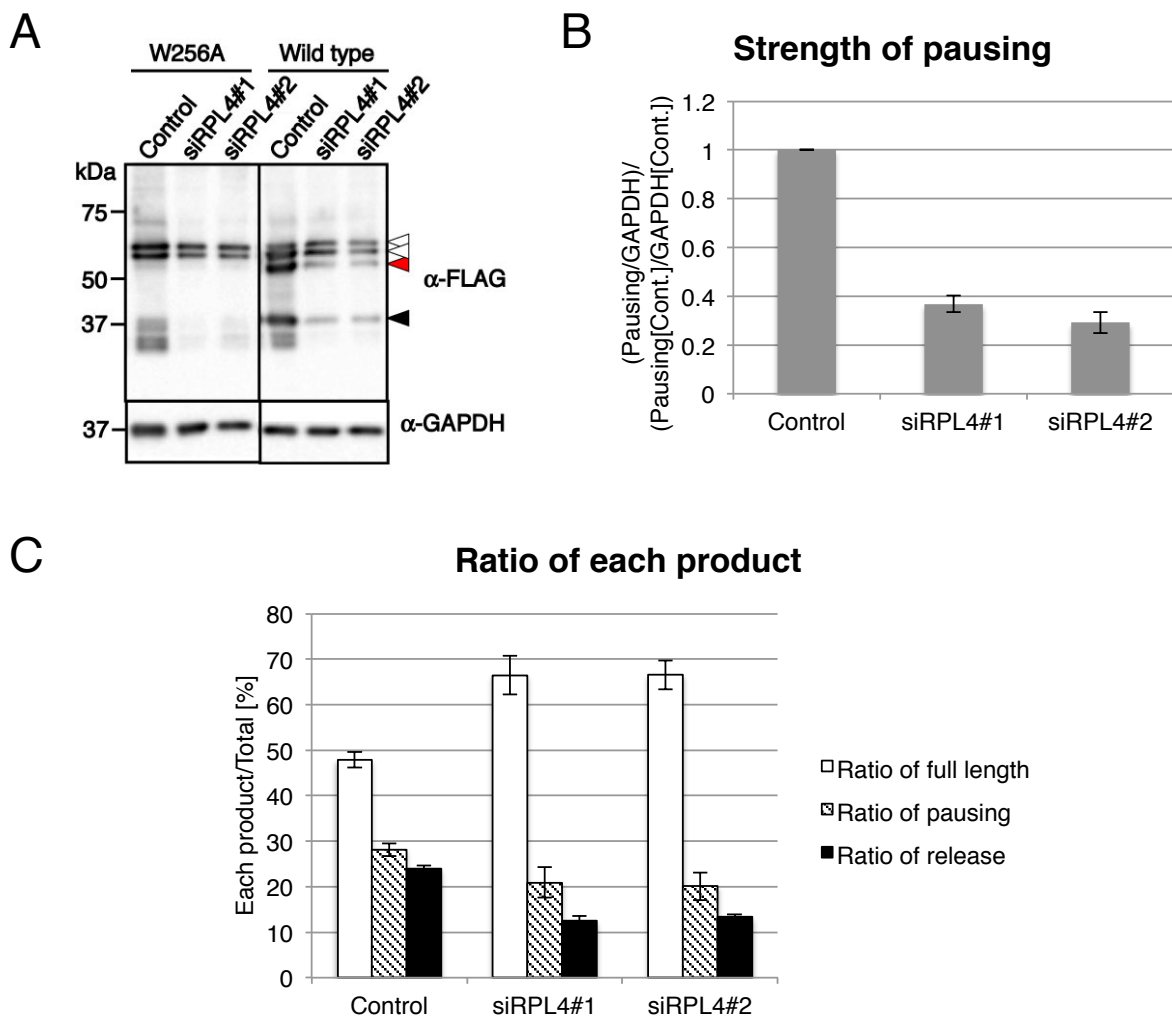 A
W256A Wild type
Control siRPL4#1 siRPL4#2 Control siRPL4#1 siRPL4#2
kDa
75
50
37
α-FLAG
37
α-GAPDH
B
Strength of pausing
(Pausing/GAPDH)/
(Pausing[Cont.]/GAPDH[Cont.])
1.2
1
0.8
0.6
0.4
0.2
0
Control siRPL4#1 siRPL4#2
C
Ratio of each product
Each product/Total [%]
80
70
60
50
40
30
20
10
0
Control siRPL4#1 siRPL4#2
Ratio of full length
Ratio of pausing
Ratio of release